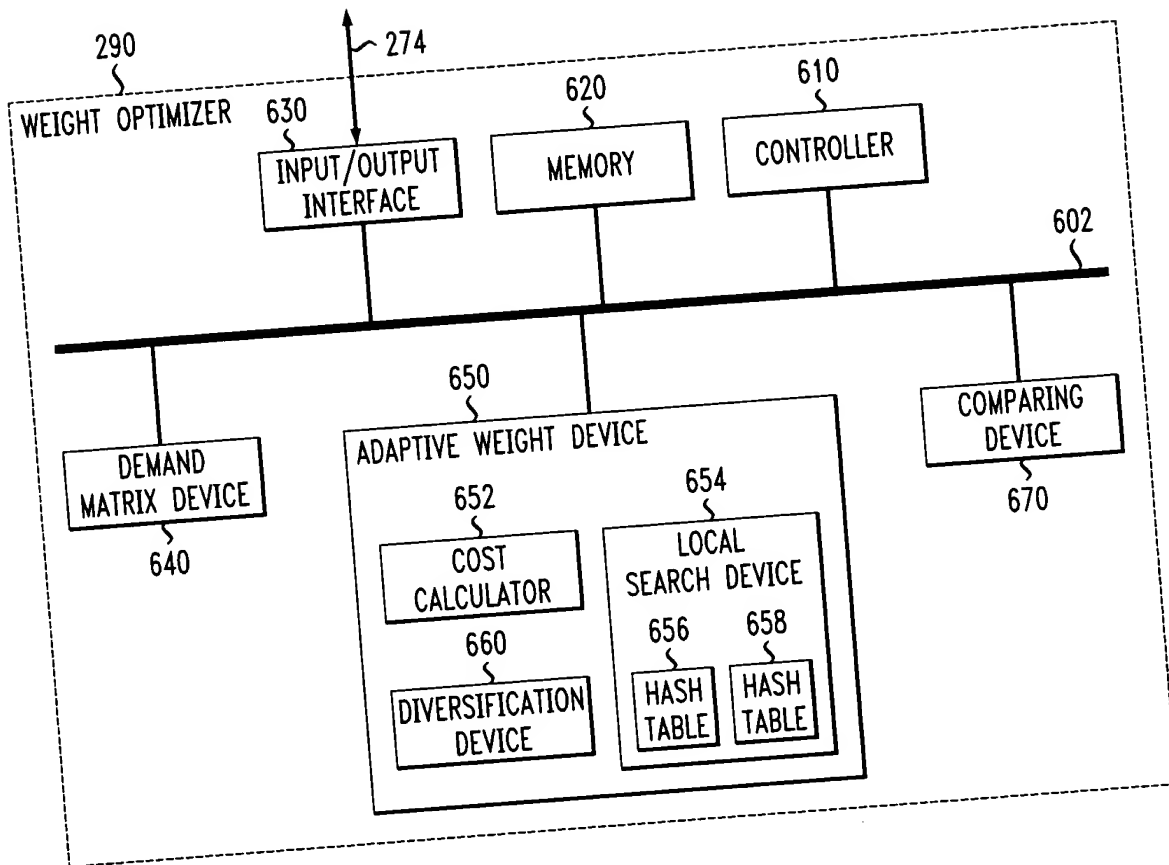 290
274
WEIGHT OPTIMIZER
630
620
610
INPUT/OUTPUT
INTERFACE
MEMORY
CONTROLLER
602
650
DEMAND
MATRIX DEVICE
640
ADAPTIVE WEIGHT DEVICE
COMPARING
DEVICE
670
652
654
COST
CALCULATOR
LOCAL
SEARCH DEVICE
660
656
658
DIVERSIFICATION
DEVICE
HASH
TABLE
HASH
TABLE